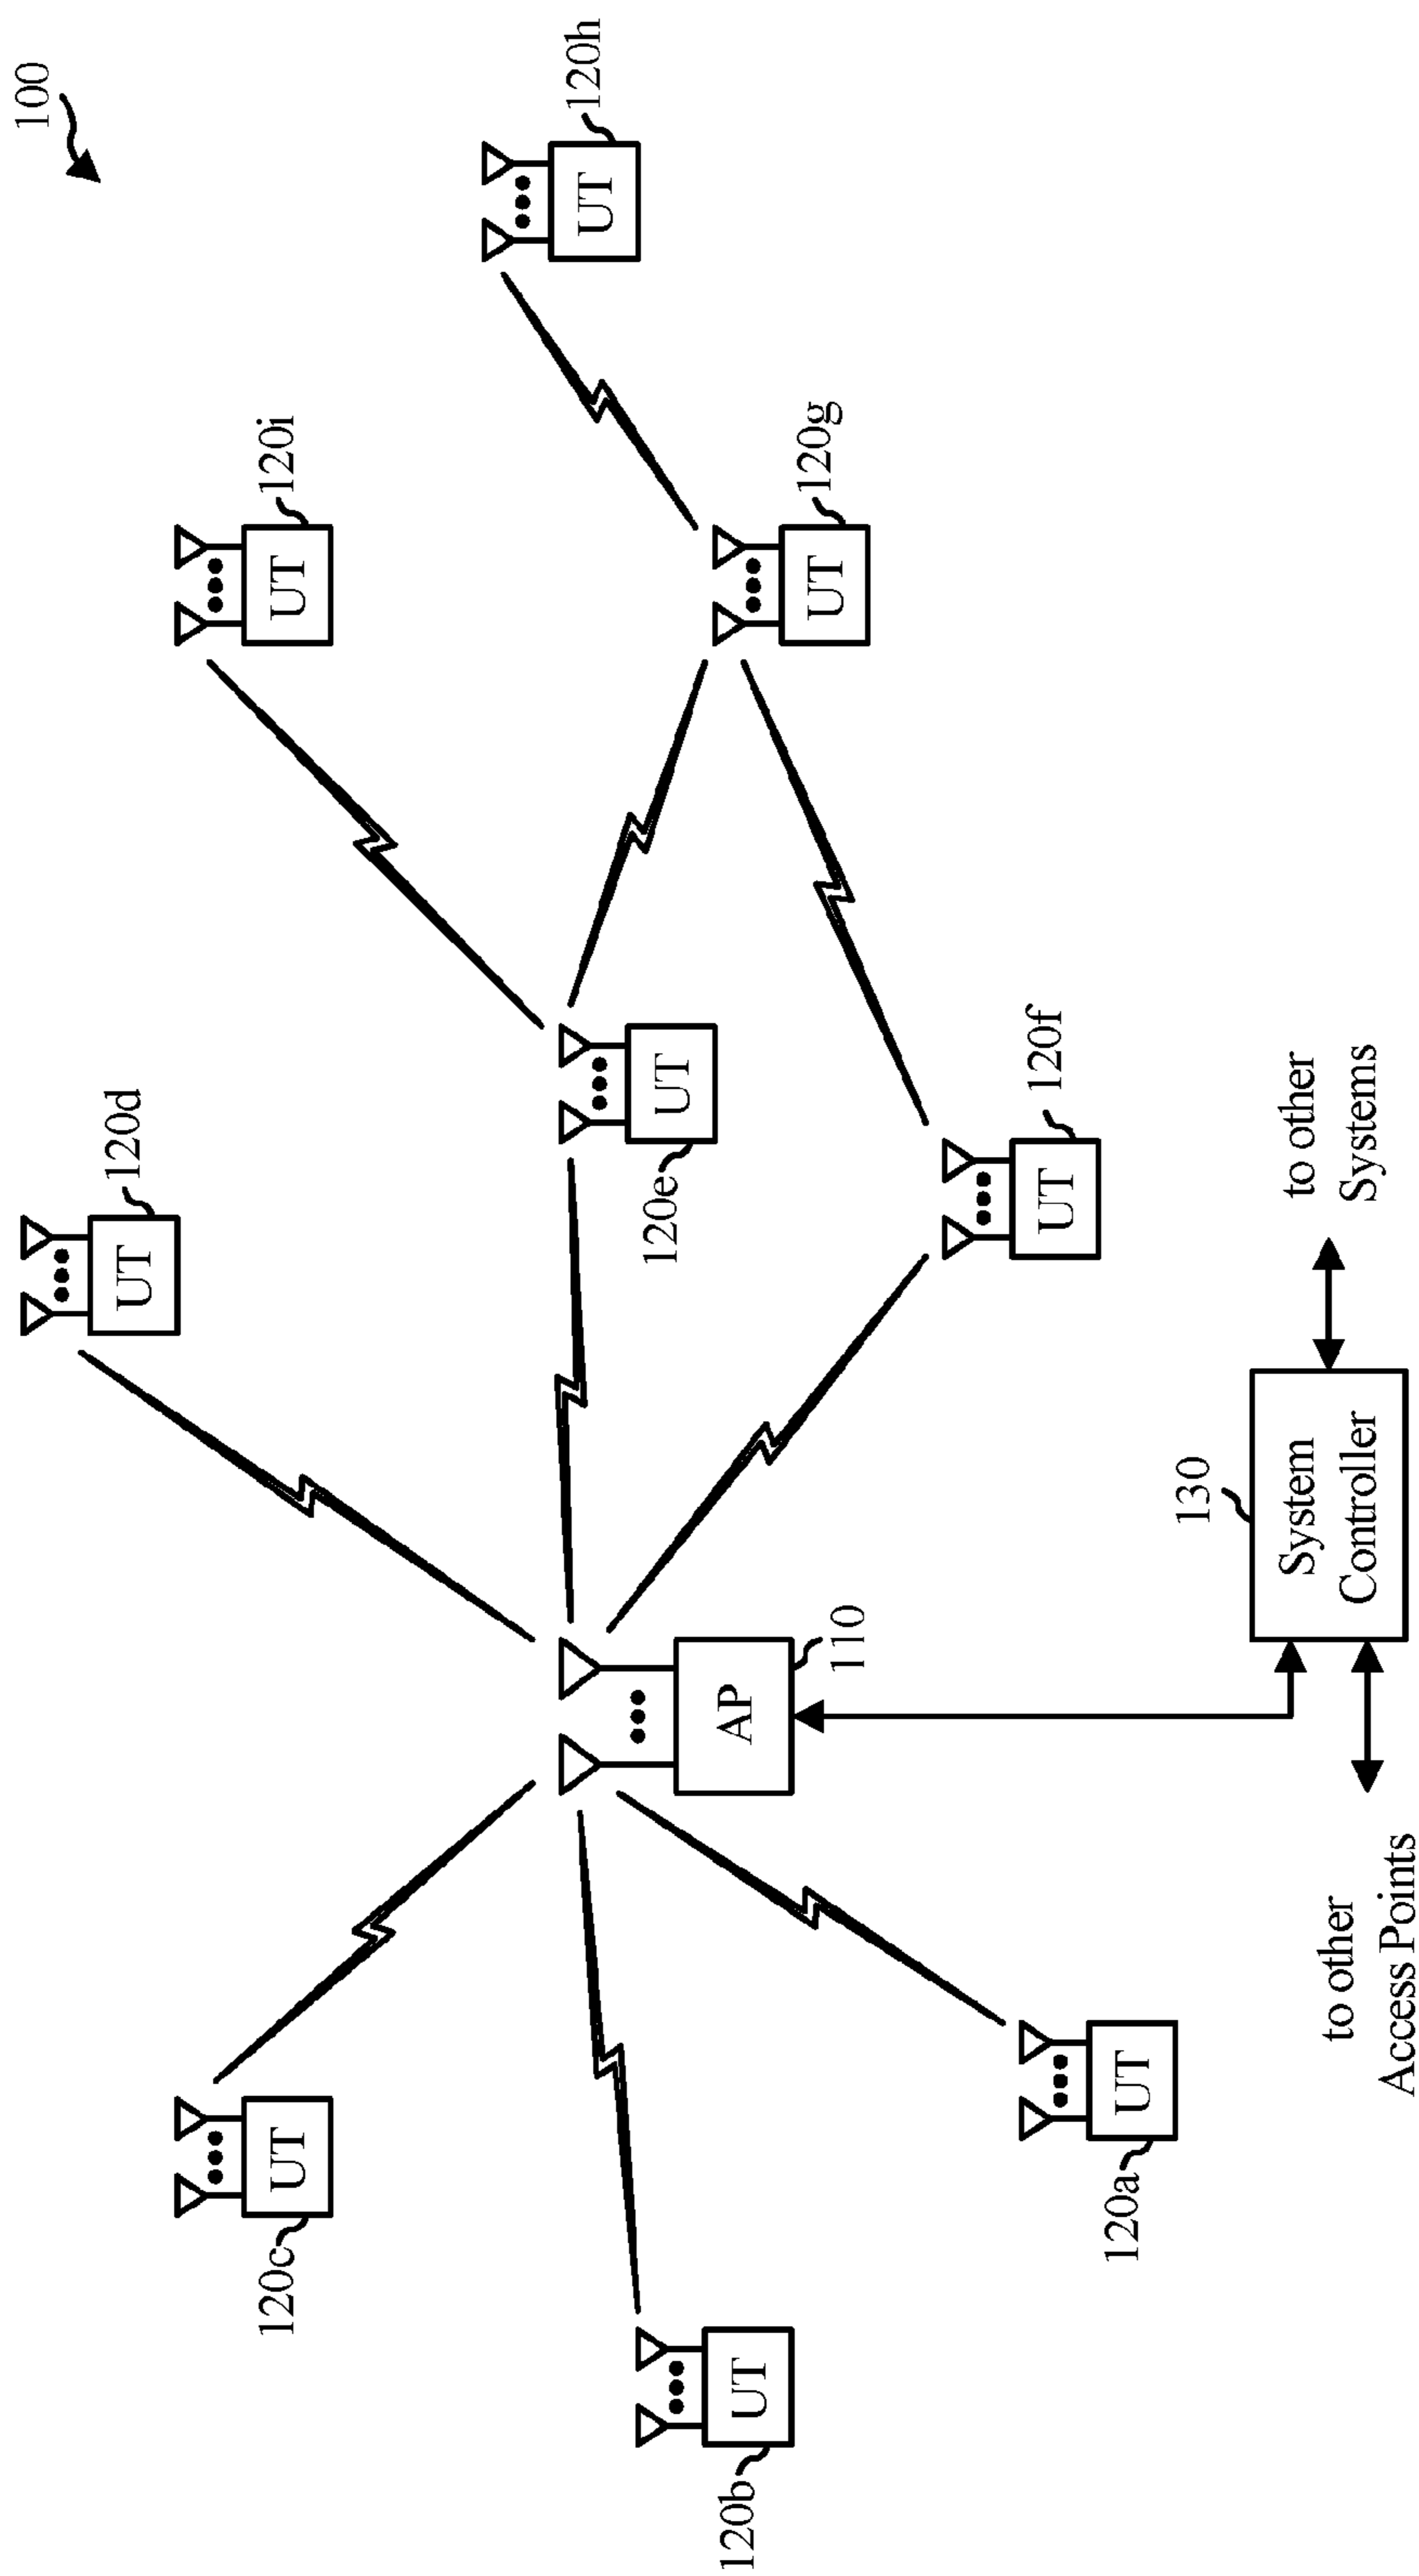 100
120d
UT
120i
UT
120c
UT
120h
UT
120e
UT
AP
110
120g
UT
120b
UT
120f
UT
120a
UT
130
System
Controller
to other
Systems
to other
Access Points